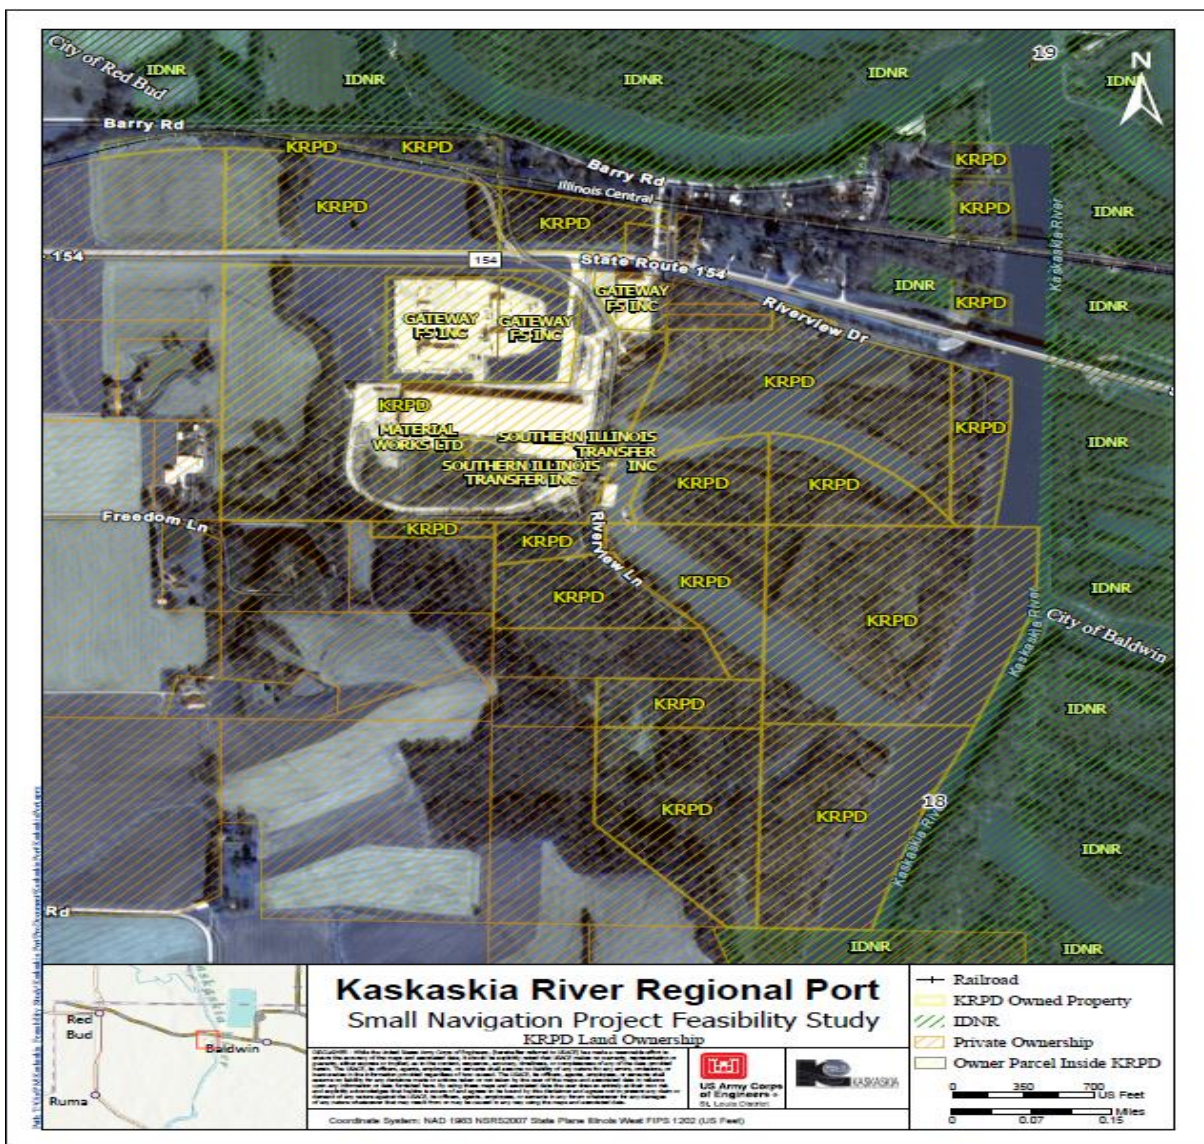 City of Red Bud
IDNR
IDNR
IDNR
IDNR
19
IDNR
N
Barry Rd
KRPD
KRPD
Barry Rd
Illinois Central
KRPD
KRPD
KRPD
KRPD
IDNR
Kaskaskia River
154
154
State Route 154
GATEWAY
FS INC
GATEWAY
FS INC
GATEWAY
FS INC
IDNR
KRPD
IDNR
Riverview Dr
KRPD
KRPD
MATERIAL
WORKS LTD
SOUTHERN ILLINOIS
TRANSFER
INC
SOUTHERN ILLINOIS
TRANSFER INC
KRPD
IDNR
KRPD
KRPD
Freedom Ln
KRPD
KRPD
Riverview Ln
KRPD
KRPD
KRPD
IDNR
Kaskaskia River
City of Baldwin
KRPD
IDNR
KRPD
KRPD
18
Kaskaskia River
IDNR
Rd
IDNR
IDNR
Kaskaskia River
Red
Bud
Baldwin
Ruma
Kaskaskia River Regional Port
Small Navigation Project Feasibility Study
KRPD Land Ownership
US Army Corps
of Engineers
St. Louis District
KASKASKIA
Coordinate System: NAD 1983 NSRS2007 State Plane Illinois West FIPS 1202 (US Feet)
Railroad
KRPD Owned Property
IDNR
Private Ownership
Owner Parcel Inside KRPD
0 350 700
US Feet
Miles
0 0.07 0.15